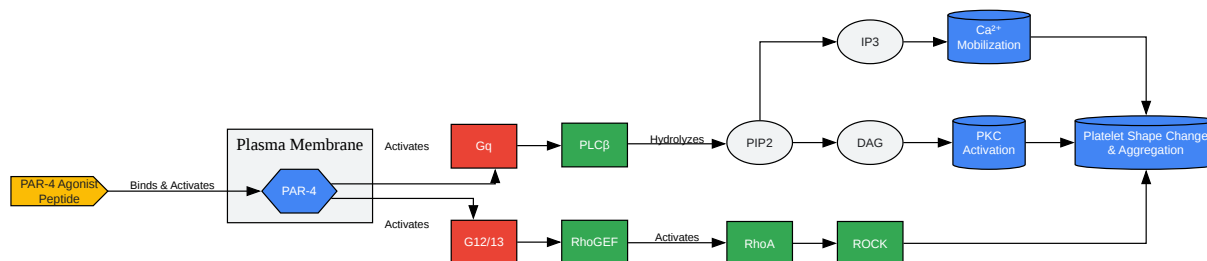 IP3
Ca²⁺
Mobilization
Plasma Membrane
Activates
Gq
PLCβ
Hydrolyzes
PIP2
DAG
PKC
Activation
Platelet Shape Change
& Aggregation
PAR-4 Agonist
Peptide
Binds & Activates
PAR-4
Activates
G12/13
RhoGEF
Activates
RhoA
ROCK